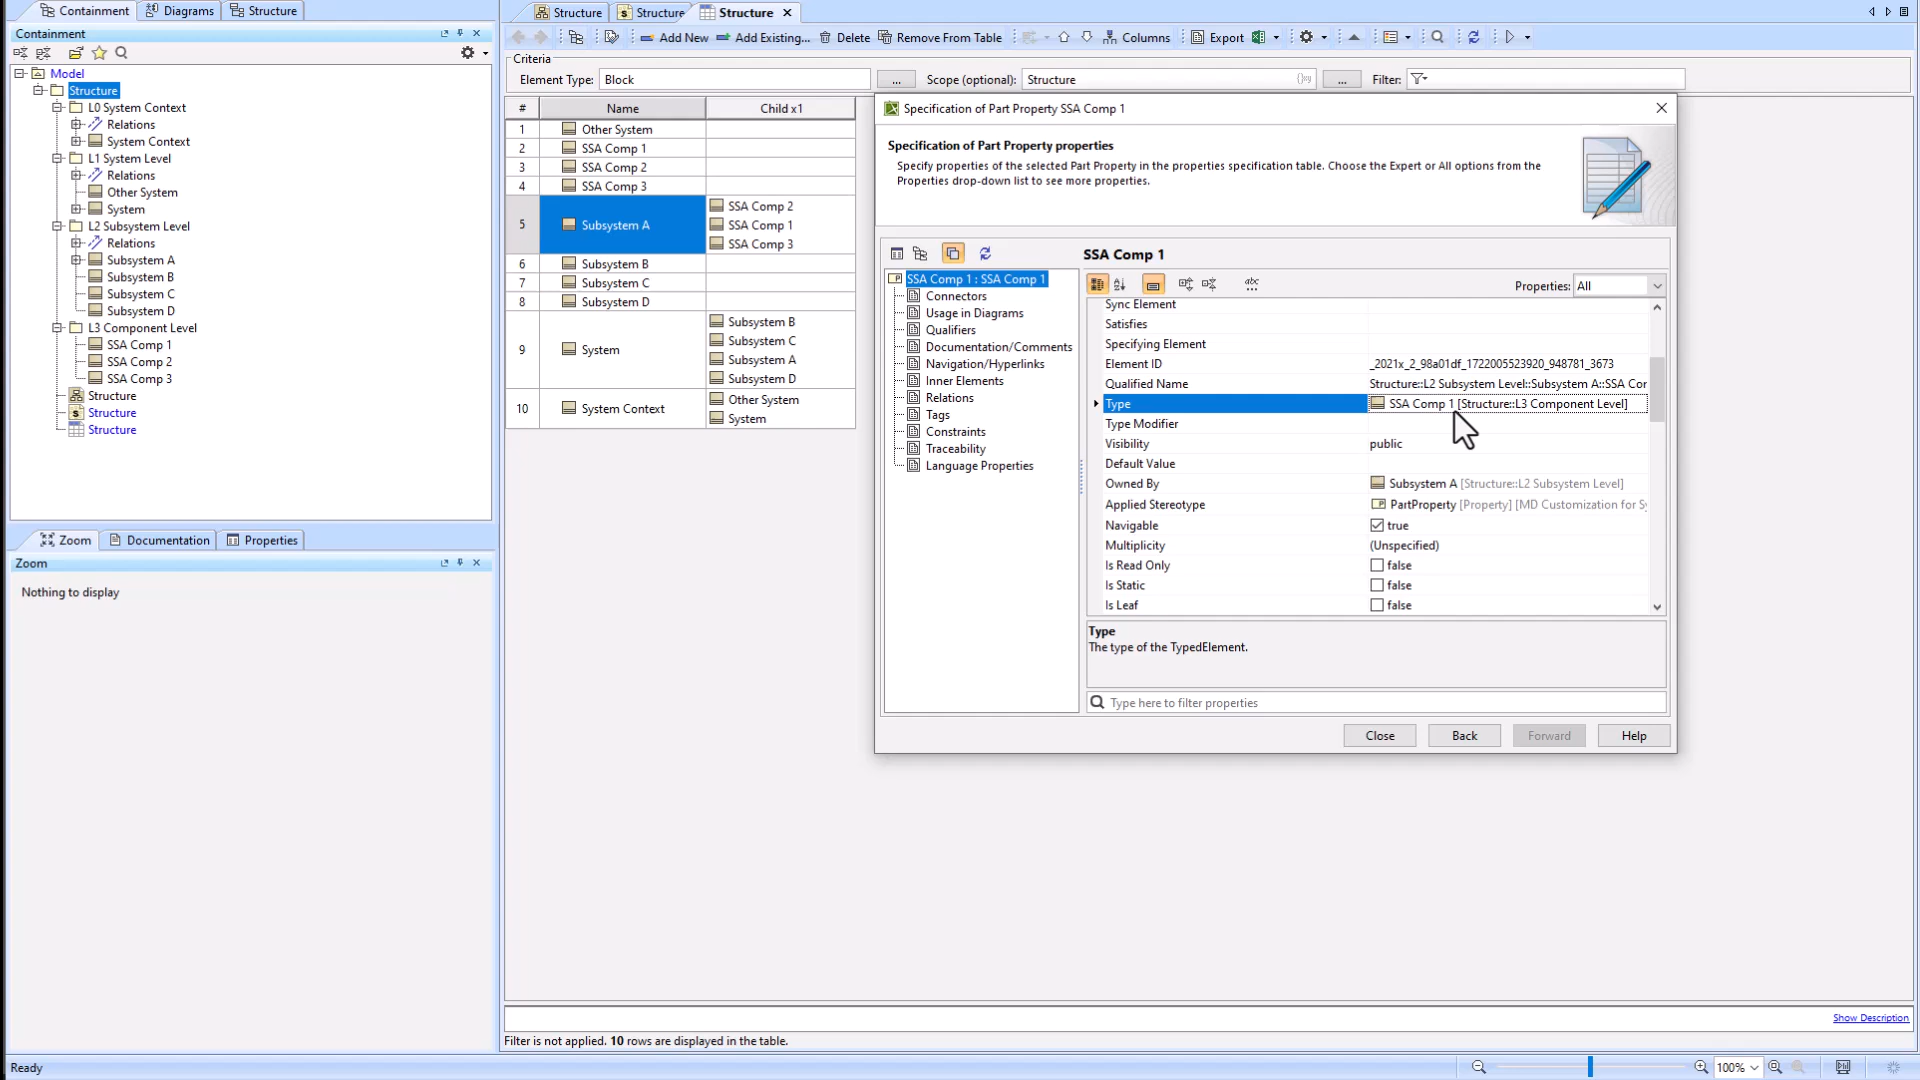 Containment
Diagrams
Structure
Containment
Model
Structure
L0 System Context
Relations
System Context
L1 System Level
Relations
Other System
System
L2 Subsystem Level
Relations
Subsystem A
Subsystem B
Subsystem C
Subsystem D
L3 Component Level
SSA Comp 1
SSA Comp 2
SSA Comp 3
Structure
Structure
Structure
Zoom
Documentation
Properties
Zoom
Nothing to display
Structure
Structure
Structure
Add New
Add Existing...
Delete
Remove From Table
Columns
Export
Criteria
Element Type: Block
...
Scope (optional): Structure
...
Filter:
# Name Child x1
1 Other System
2 SSA Comp 1
3 SSA Comp 2
4 SSA Comp 3
5 Subsystem A
SSA Comp 2
SSA Comp 1
SSA Comp 3
6 Subsystem B
7 Subsystem C
8 Subsystem D
9 System
Subsystem B
Subsystem C
Subsystem A
Subsystem D
10 System Context
Other System
System
Specification of Part Property SSA Comp 1
Specification of Part Property properties
Specify properties of the selected Part Property in the properties specification table. Choose the Expert or All options from the
Properties drop-down list to see more properties.
SSA Comp 1 : SSA Comp 1
Connectors
Usage in Diagrams
Qualifiers
Documentation/Comments
Navigation/Hyperlinks
Inner Elements
Relations
Tags
Constraints
Traceability
Language Properties
SSA Comp 1
Properties: All
Sync Element
Satisfies
Specifying Element
Element ID _2021x_2_98a01df_1722005523920_948781_3673
Qualified Name Structure::L2 Subsystem Level::Subsystem A::SSA Cor
Type SSA Comp 1 [Structure::L3 Component Level]
Type Modifier
Visibility public
Default Value
Owned By Subsystem A [Structure::L2 Subsystem Level]
Applied Stereotype PartProperty [Property] [MD Customization for Sy
Navigable true
Multiplicity (Unspecified)
Is Read Only false
Is Static false
Is Leaf false
Type
The type of the TypedElement.
Type here to filter properties
Close
Back
Forward
Help
Show Description
Filter is not applied. 10 rows are displayed in the table.
Ready
100%